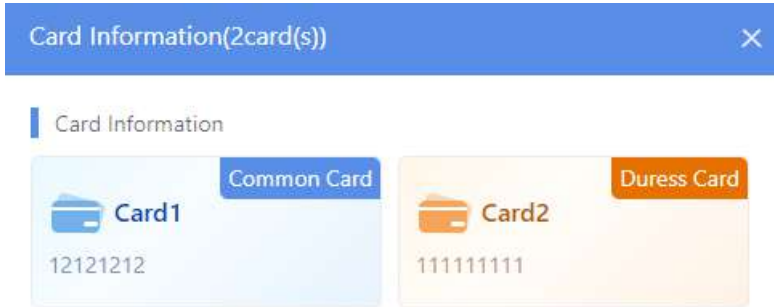 Card Information(2card(s))
Card Information
Common Card
Card1
12121212
Duress Card
Card2
111111111